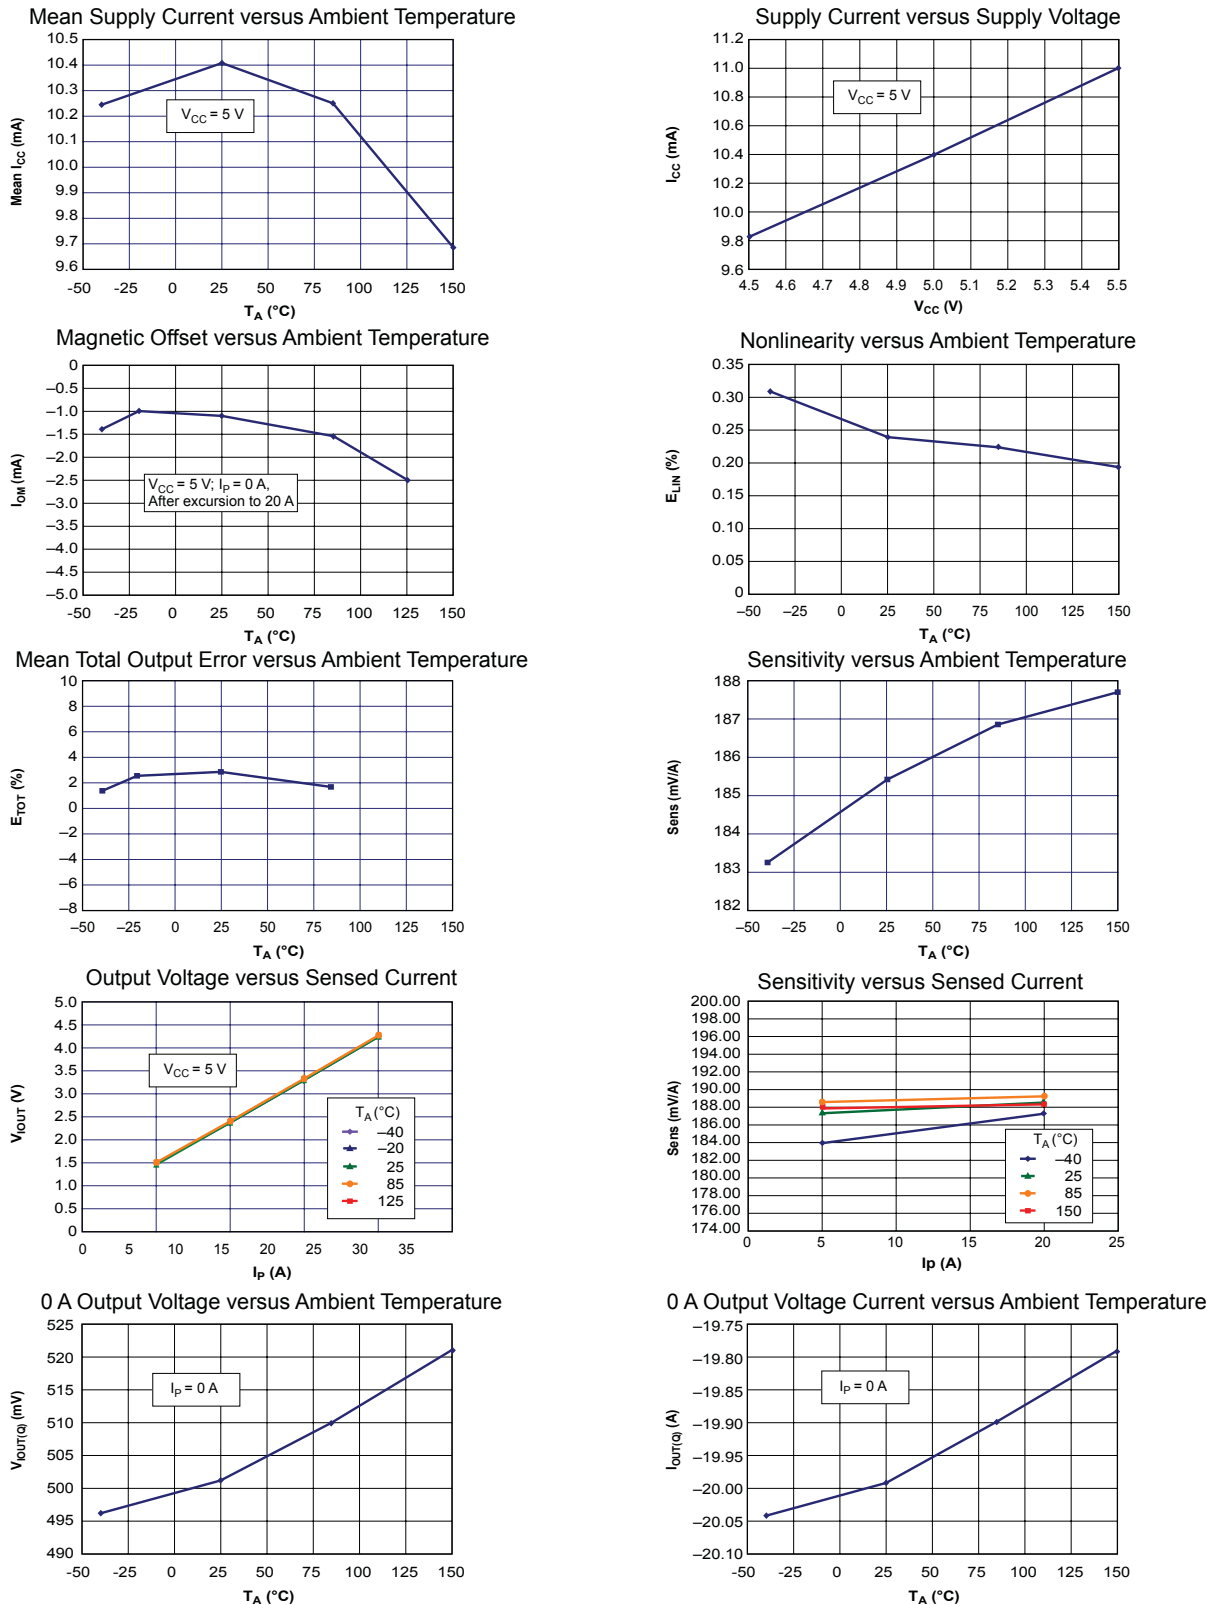 Mean Supply Current versus Ambient Temperature
10.5
10.4
10.3
10.2
10.1
10.0
9.9
9.8
9.7
9.6
Mean ICC (mA)
VCC = 5 V
-50 -25 0 25 50 75 100 125 150
TA (°C)
Supply Current versus Supply Voltage
11.2
11.0
10.8
10.6
10.4
10.2
10.0
9.8
9.6
ICC (mA)
VCC = 5 V
4.5 4.6 4.7 4.8 4.9 5.0 5.1 5.2 5.3 5.4 5.5
VCC (V)
Magnetic Offset versus Ambient Temperature
0
–0.5
–1.0
–1.5
–2.0
–2.5
–3.0
–3.5
–4.0
–4.5
–5.0
IOM (mA)
VCC = 5 V; IP = 0 A,
After excursion to 20 A
-50 -25 0 25 50 75 100 125 150
TA (°C)
Nonlinearity versus Ambient Temperature
0.35
0.30
0.25
0.20
0.15
0.10
0.05
0
ELIN (%)
–50 –25 0 25 50 75 100 125 150
TA (°C)
Mean Total Output Error versus Ambient Temperature
10
8
6
4
2
0
–2
–4
–6
–8
ETOT (%)
–50 –25 0 25 50 75 100 125 150
TA (°C)
Sensitivity versus Ambient Temperature
188
187
186
185
184
183
182
Sens (mV/A)
–50 –25 0 25 50 75 100 125 150
TA (°C)
Output Voltage versus Sensed Current
5.0
4.5
4.0
3.5
3.0
2.5
2.0
1.5
1.0
0.5
0
VIOUT (V)
VCC = 5 V
TA (°C)
–40
–20
25
85
125
0 5 10 15 20 25 30 35
IP (A)
Sensitivity versus Sensed Current
200.00
198.00
196.00
194.00
192.00
190.00
188.00
186.00
184.00
182.00
180.00
178.00
176.00
174.00
Sens (mV/A)
TA (°C)
–40
25
85
150
0 5 10 15 20 25
Ip (A)
0 A Output Voltage versus Ambient Temperature
525
520
515
510
505
500
495
490
VIOUT(Q) (mV)
IP = 0 A
-50 -25 0 25 50 75 100 125 150
TA (°C)
0 A Output Voltage Current versus Ambient Temperature
–19.75
–19.80
–19.85
–19.90
–19.95
–20.00
–20.05
–20.10
IOUT(Q) (A)
IP = 0 A
-50 -25 0 25 50 75 100 125 150
TA (°C)